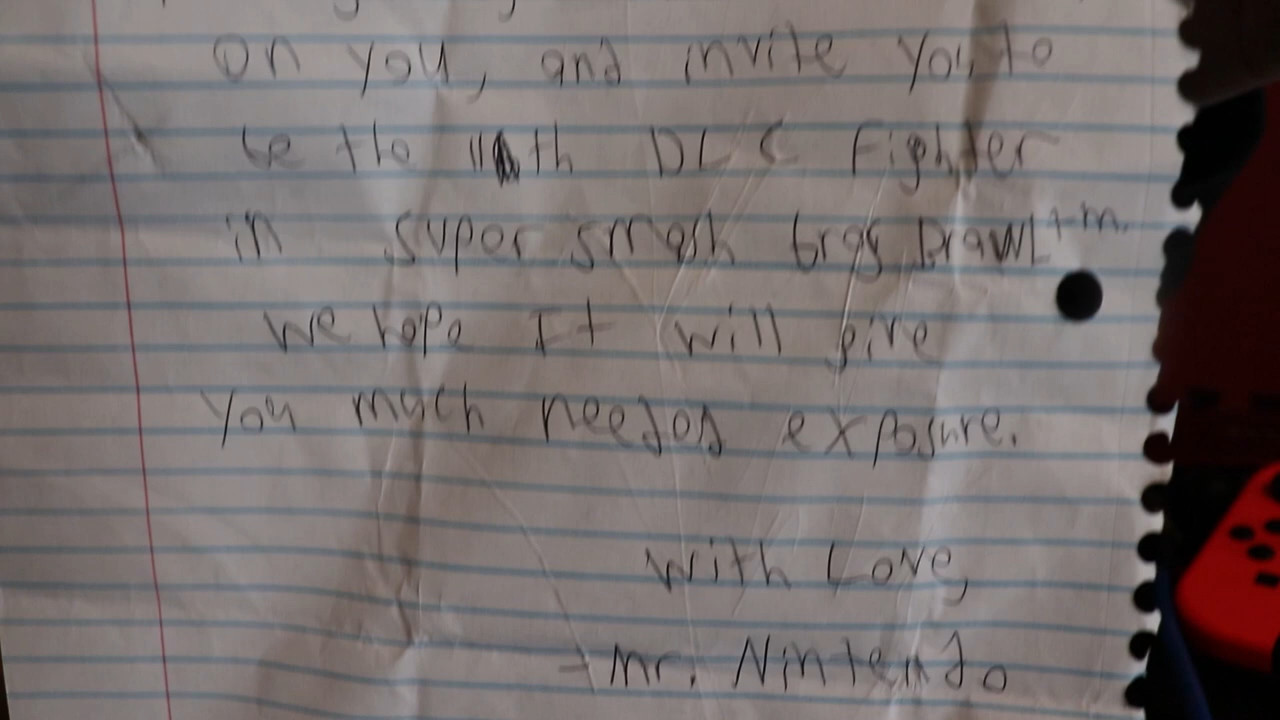 on you, and invite you to
be the 11th DLC Fighter
in super smash bros brawl tm.
We hope It will give
you much needed exposure.
With Love,
- Mr. Nintendo